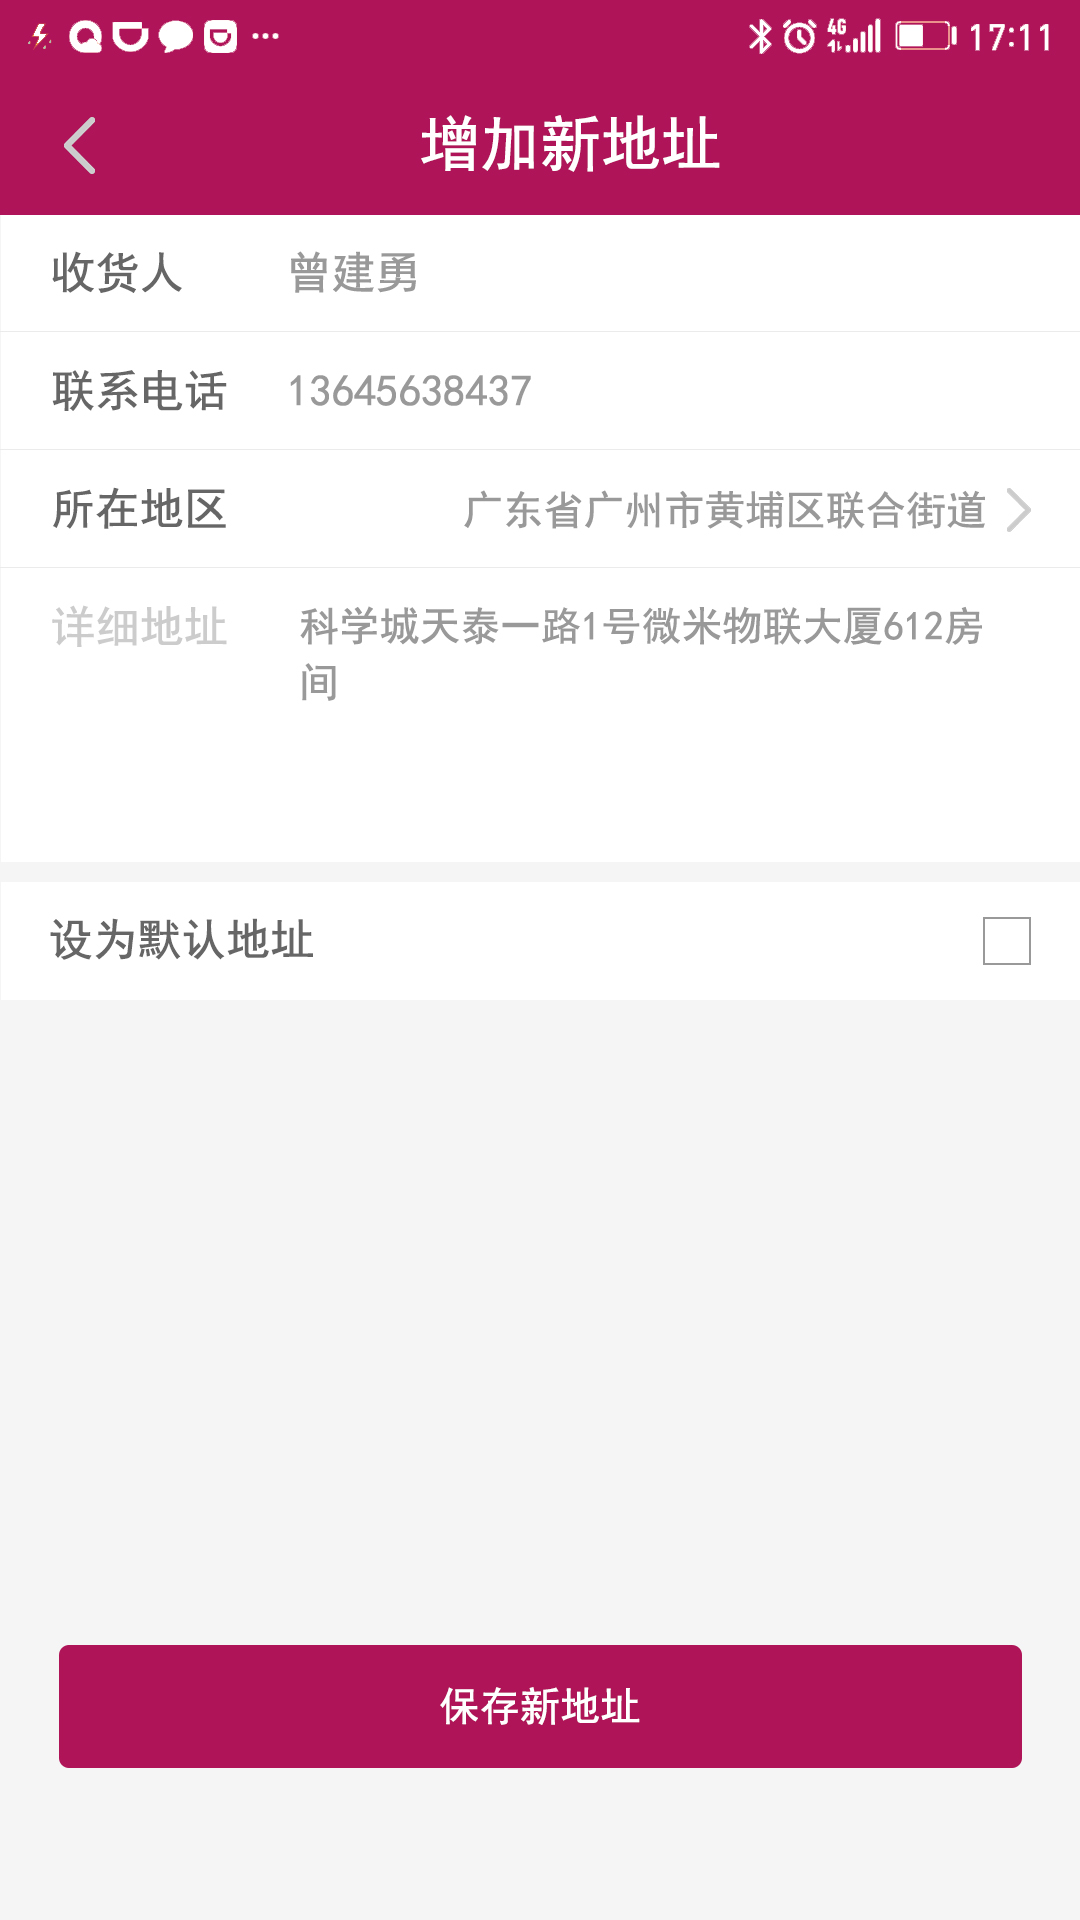 4G 17:11
增加新地址
收货人 曾建勇
联系电话 13645638437
所在地区 广东省广州市黄埔区联合街道
详细地址 科学城天泰一路1号微米物联大厦612房
间
设为默认地址
保存新地址